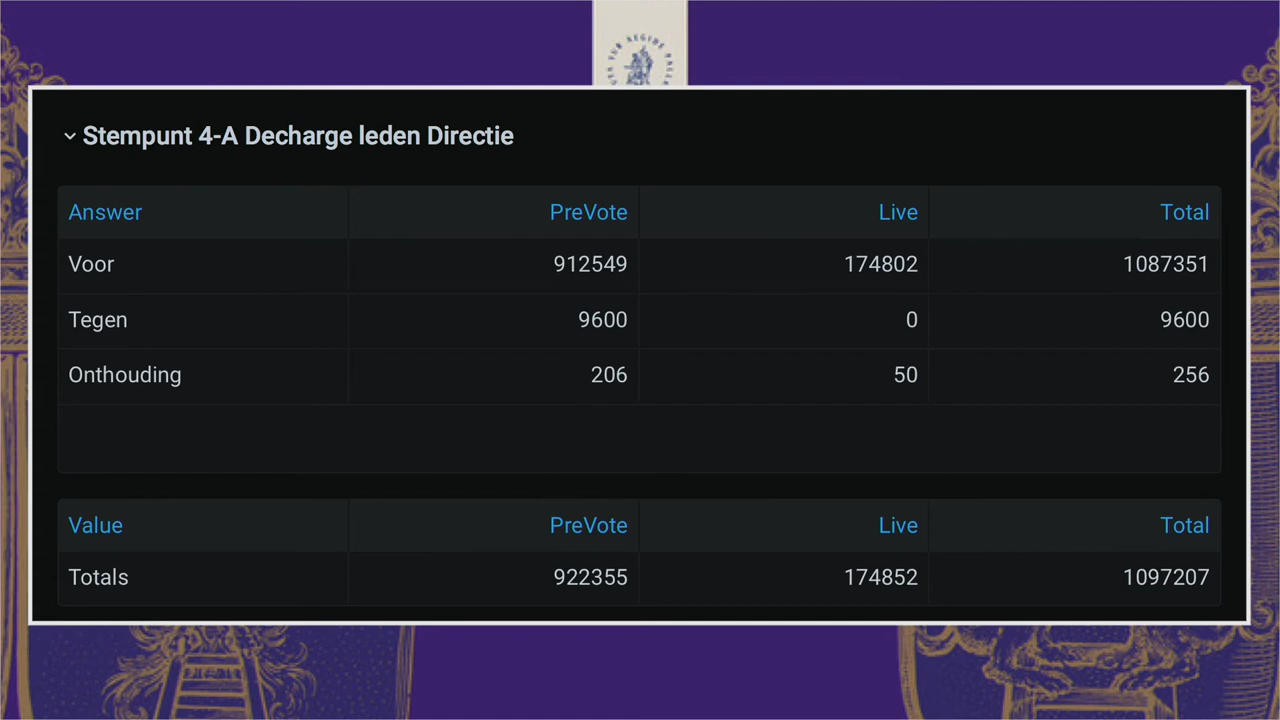 Stempunt 4-A Decharge leden Directie
Answer PreVote Live Total
Voor 912549 174802 1087351
Tegen 9600 0 9600
Onthouding 206 50 256
Value PreVote Live Total
Totals 922355 174852 1097207